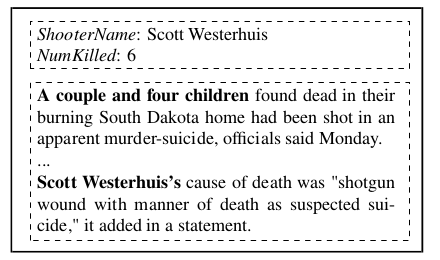 ShooterName: Scott Westerhuis
NumKilled: 6
A couple and four children found dead in their
burning South Dakota home had been shot in an
apparent murder-suicide, officials said Monday.
...
Scott Westerhuis's cause of death was "shotgun
wound with manner of death as suspected sui-
cide," it added in a statement.